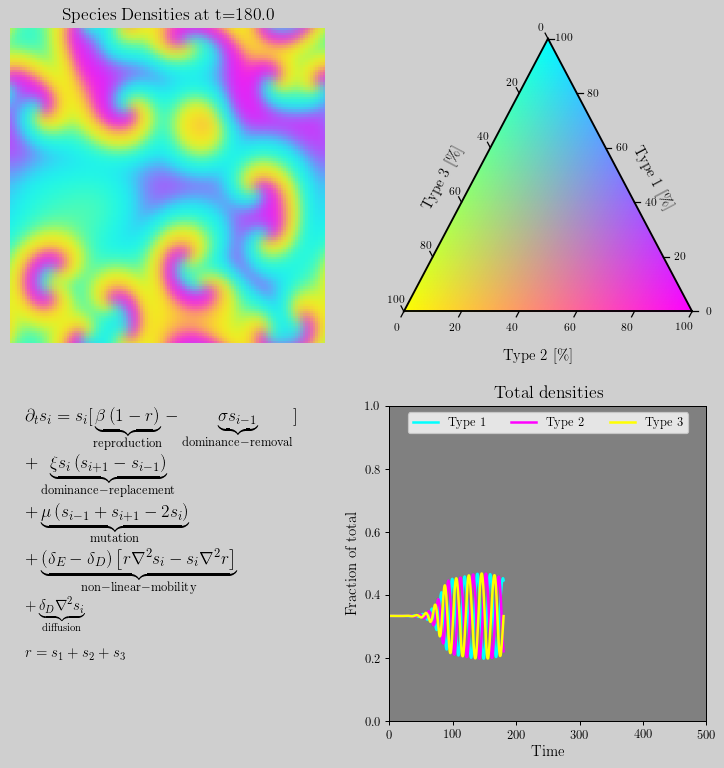 Species Densities at t=180.0
0
100
20
80
40
60
60
40
80
20
100
0
Type 3 [%]
Type 1 [%]
0 20 40 60 80 100
Type 2 [%]
∂ₜsᵢ = sᵢ[ β (1 − r) − σsᵢ₋₁ ]
reproduction dominance−removal
+ ξsᵢ (sᵢ₊₁ − sᵢ₋₁)
dominance−replacement
+ μ (sᵢ₋₁ + sᵢ₊₁ − 2sᵢ)
mutation
+ (δ_E − δ_D) [r∇²sᵢ − sᵢ∇²r]
non−linear−mobility
+ δ_D∇²sᵢ
diffusion
r = s₁ + s₂ + s₃
Total densities
Type 1 Type 2 Type 3
1.0
0.8
0.6
0.4
0.2
0.0
Fraction of total
0 100 200 300 400 500
Time